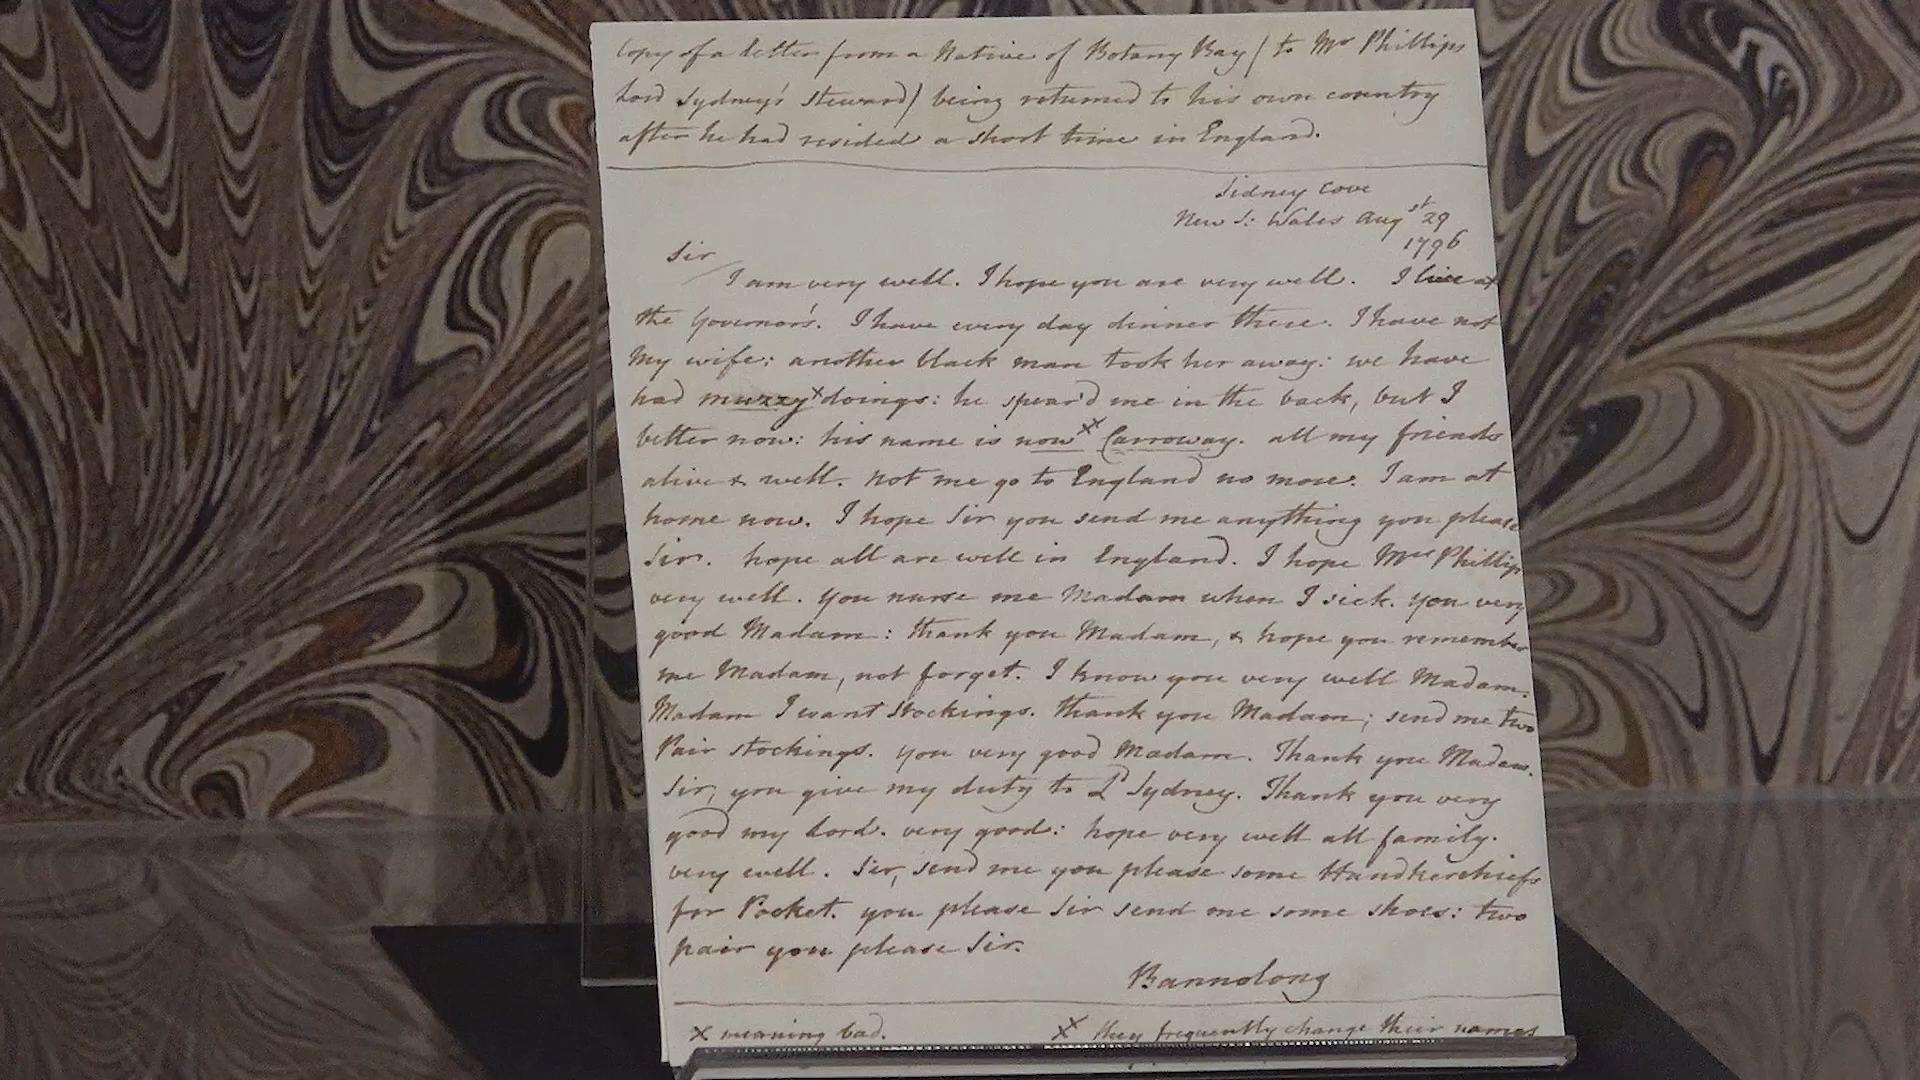 Copy of a Letter from a Native of Botany Bay (to Mr Phillips
Lord Sydney's Steward) being returned to his own country
after he had resided a short time in England.
Sidney Cove
New S: Wales Augst 29
1796
Sir
I am very well. I hope you are very well. I live at
the Governor's. I have every day dinner there. I have not
my wife: another black man took her away: we have
had muzzy× doings: he spear'd me in the back, but I
better now: his name is now×× Carroway. all my friends
alive & well. Not me go to England no more. I am at
home now. I hope Sir you send me anything you please
Sir. hope all are well in England. I hope Mrs Phillip
very well. You nurse me Madam when I sick. You very
good Madam: thank you Madam, & hope you remember
me Madam, not forget. I know you very well Madam.
Madam I want Stockings. thank you Madam; send me two
Pair stockings. you very good Madam. Thank you Madam.
Sir, you give my duty to Ld Sydney. Thank you very
good my Lord. very good: hope very well all family.
very well. Sir, send me you please some Handkerchiefs
for Pocket. you please Sir send me some shoes: two
pair you please Sir.
Bannolong
× meaning bad. ×× they frequently change their names